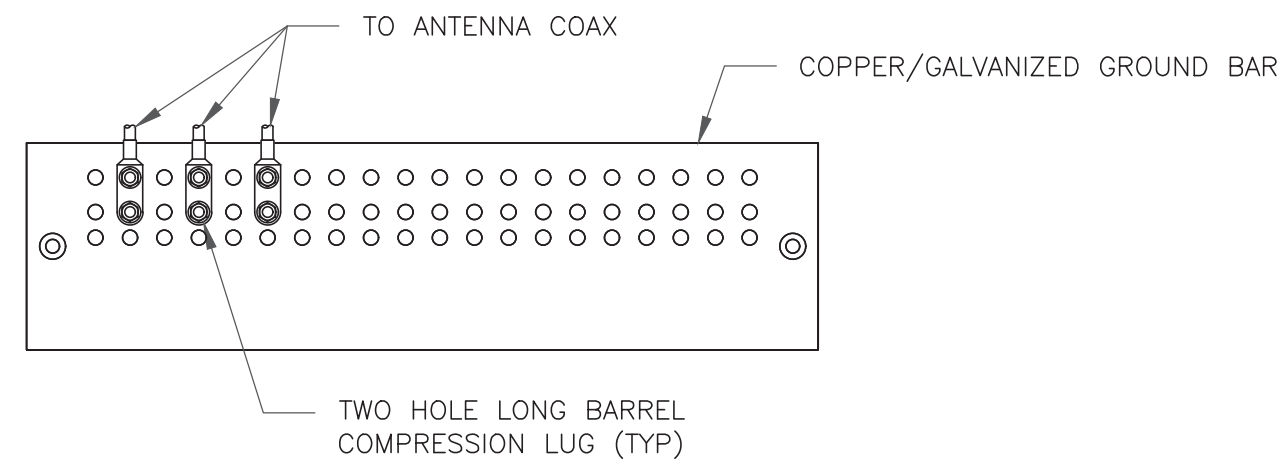 TO ANTENNA COAX
COPPER/GALVANIZED GROUND BAR
TWO HOLE LONG BARREL
COMPRESSION LUG (TYP)